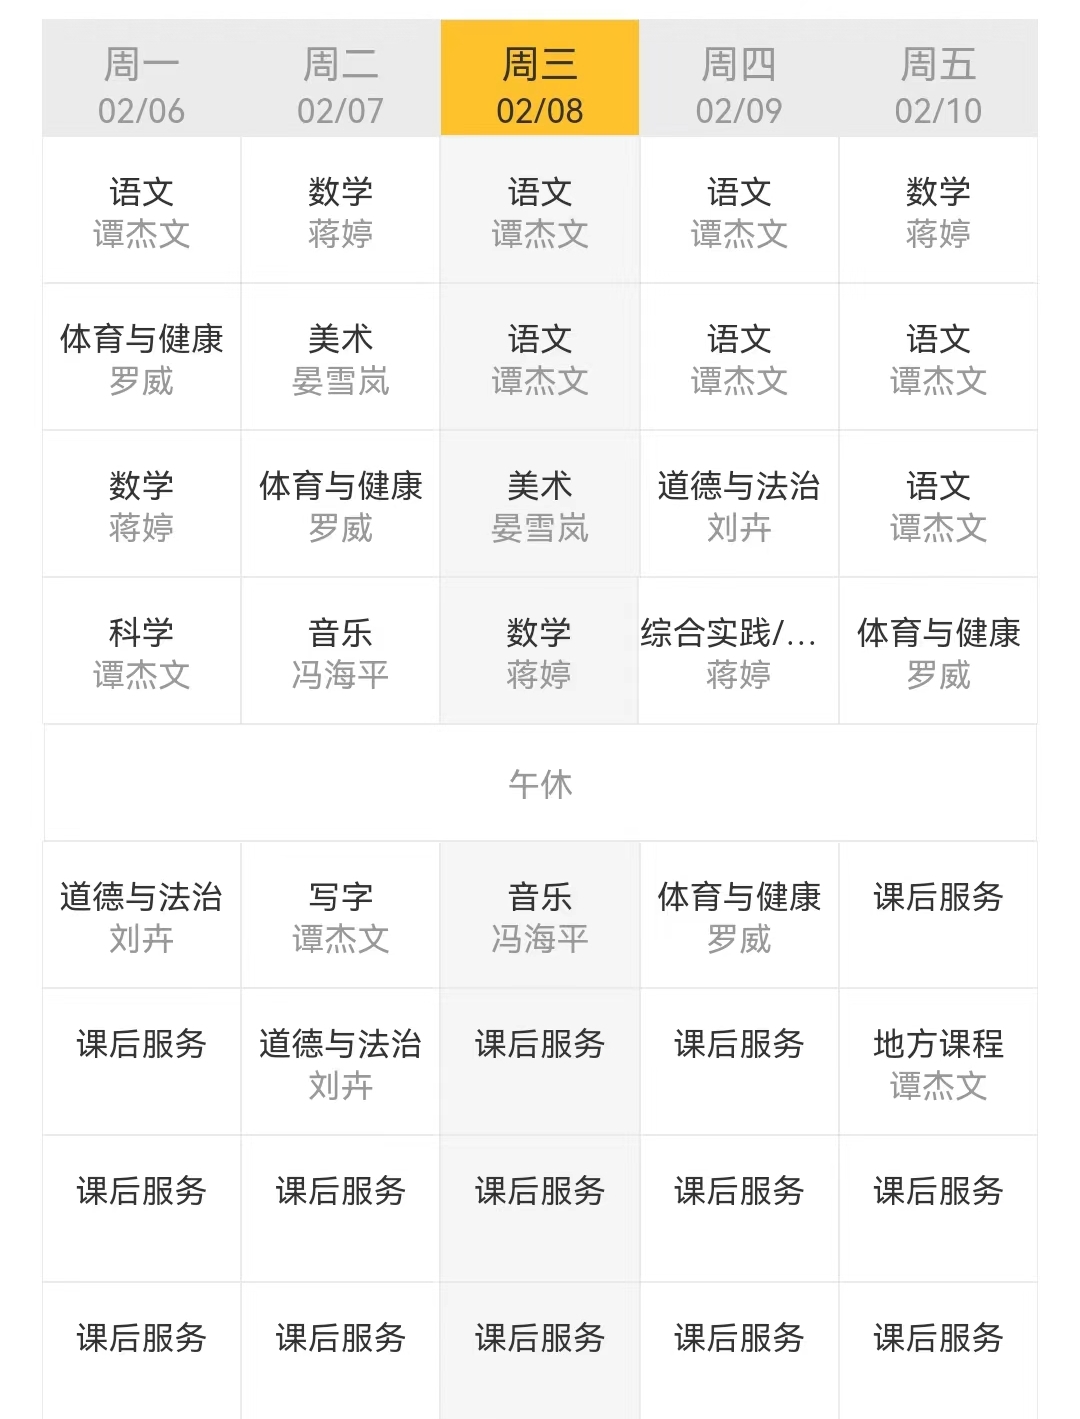 周一 周二 周三 周四 周五
02/06 02/07 02/08 02/09 02/10
语文 数学 语文 语文 数学
谭杰文 蒋婷 谭杰文 谭杰文 蒋婷
体育与健康 美术 语文 语文 语文
罗威 晏雪岚 谭杰文 谭杰文 谭杰文
数学 体育与健康 美术 道德与法治 语文
蒋婷 罗威 晏雪岚 刘卉 谭杰文
科学 音乐 数学 综合实践/... 体育与健康
谭杰文 冯海平 蒋婷 蒋婷 罗威
午休
道德与法治 写字 音乐 体育与健康 课后服务
刘卉 谭杰文 冯海平 罗威
课后服务 道德与法治 课后服务 课后服务 地方课程
刘卉 谭杰文
课后服务 课后服务 课后服务 课后服务 课后服务
课后服务 课后服务 课后服务 课后服务 课后服务